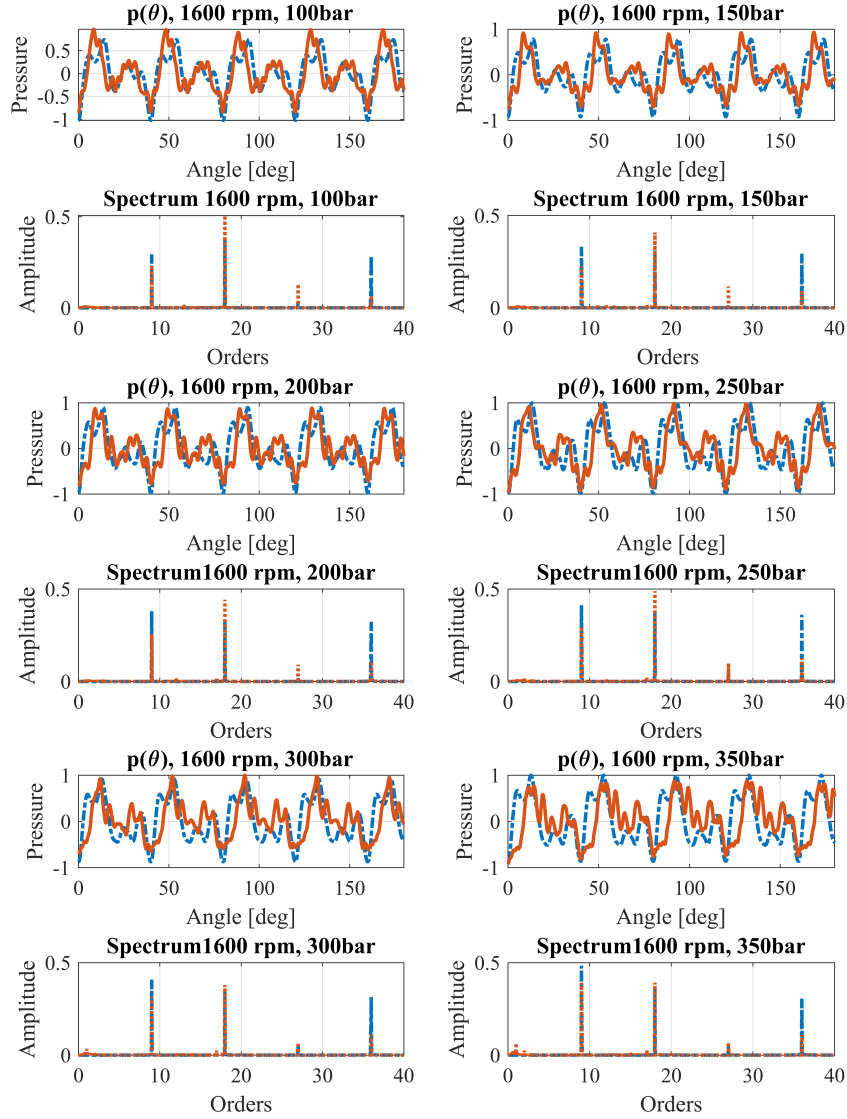 p(θ), 1600 rpm, 100bar
Pressure
0.5
0
-0.5
-1
0 50 100 150
Angle [deg]
p(θ), 1600 rpm, 150bar
Pressure
1
0
-1
0 50 100 150
Angle [deg]
Spectrum 1600 rpm, 100bar
Amplitude
0.5
0
0 10 20 30 40
Orders
Spectrum 1600 rpm, 150bar
Amplitude
0.5
0
0 10 20 30 40
Orders
p(θ), 1600 rpm, 200bar
Pressure
1
0
-1
0 50 100 150
Angle [deg]
p(θ), 1600 rpm, 250bar
Pressure
1
0
-1
0 50 100 150
Angle [deg]
Spectrum1600 rpm, 200bar
Amplitude
0.5
0
0 10 20 30 40
Orders
Spectrum1600 rpm, 250bar
Amplitude
0.5
0
0 10 20 30 40
Orders
p(θ), 1600 rpm, 300bar
Pressure
1
0
-1
0 50 100 150
Angle [deg]
p(θ), 1600 rpm, 350bar
Pressure
1
0
-1
0 50 100 150
Angle [deg]
Spectrum1600 rpm, 300bar
Amplitude
0.5
0
0 10 20 30 40
Orders
Spectrum1600 rpm, 350bar
Amplitude
0.5
0
0 10 20 30 40
Orders